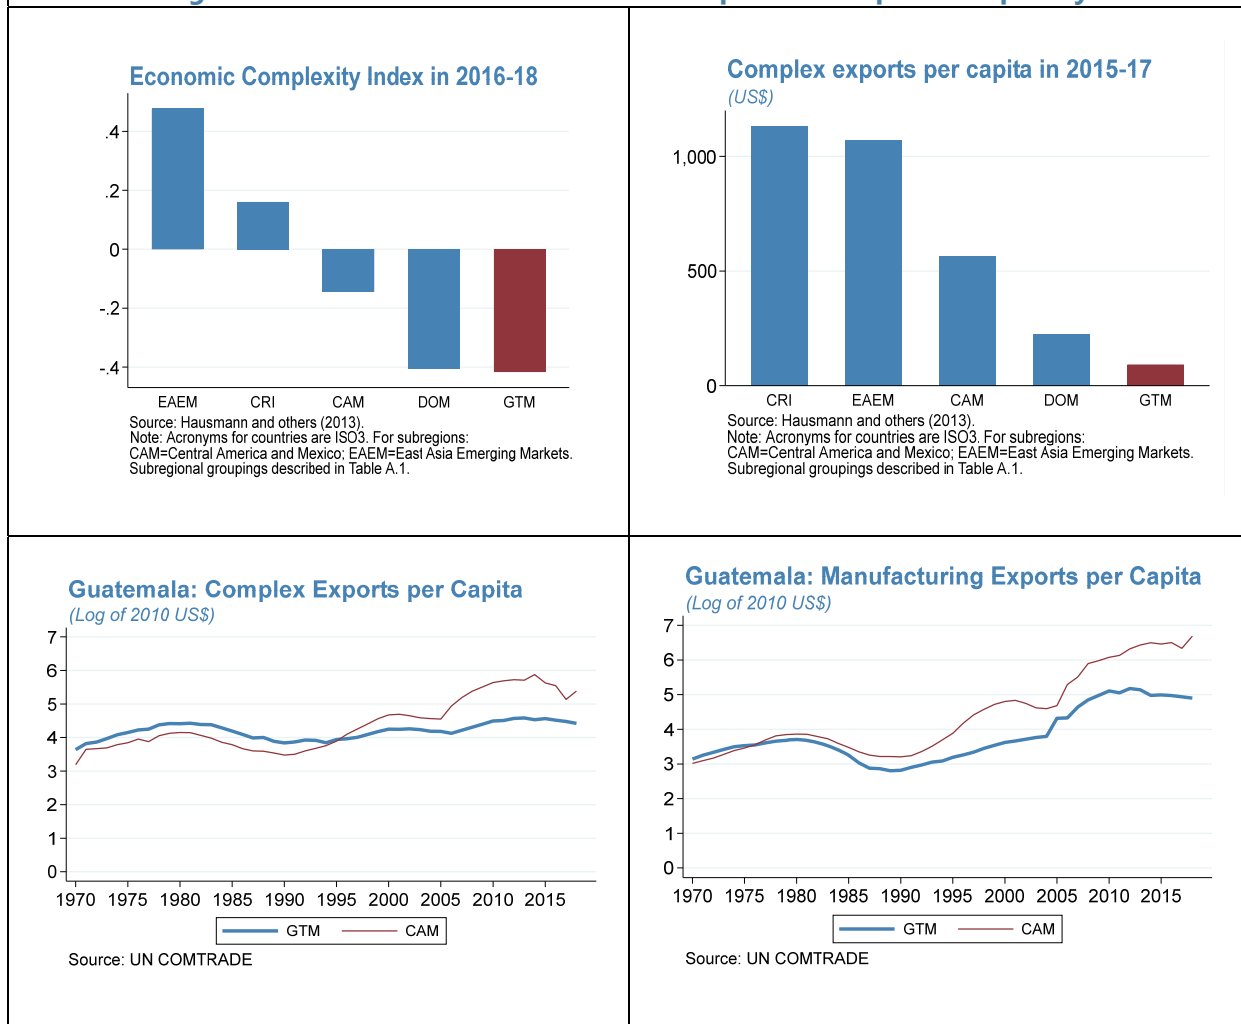 Economic Complexity Index in 2016-18
.4
.2
0
-.2
-.4
EAEM CRI CAM DOM GTM
Source: Hausmann and others (2013).
Note: Acronyms for countries are ISO3. For subregions:
CAM=Central America and Mexico; EAEM=East Asia Emerging Markets.
Subregional groupings described in Table A.1.
Complex exports per capita in 2015-17
(US$)
1,000
500
0
CRI EAEM CAM DOM GTM
Source: Hausmann and others (2013).
Note: Acronyms for countries are ISO3. For subregions:
CAM=Central America and Mexico; EAEM=East Asia Emerging Markets.
Subregional groupings described in Table A.1.
Guatemala: Complex Exports per Capita
(Log of 2010 US$)
7
6
5
4
3
2
1
0
1970 1975 1980 1985 1990 1995 2000 2005 2010 2015
GTM CAM
Source: UN COMTRADE
Guatemala: Manufacturing Exports per Capita
(Log of 2010 US$)
7
6
5
4
3
2
1
0
1970 1975 1980 1985 1990 1995 2000 2005 2010 2015
GTM CAM
Source: UN COMTRADE